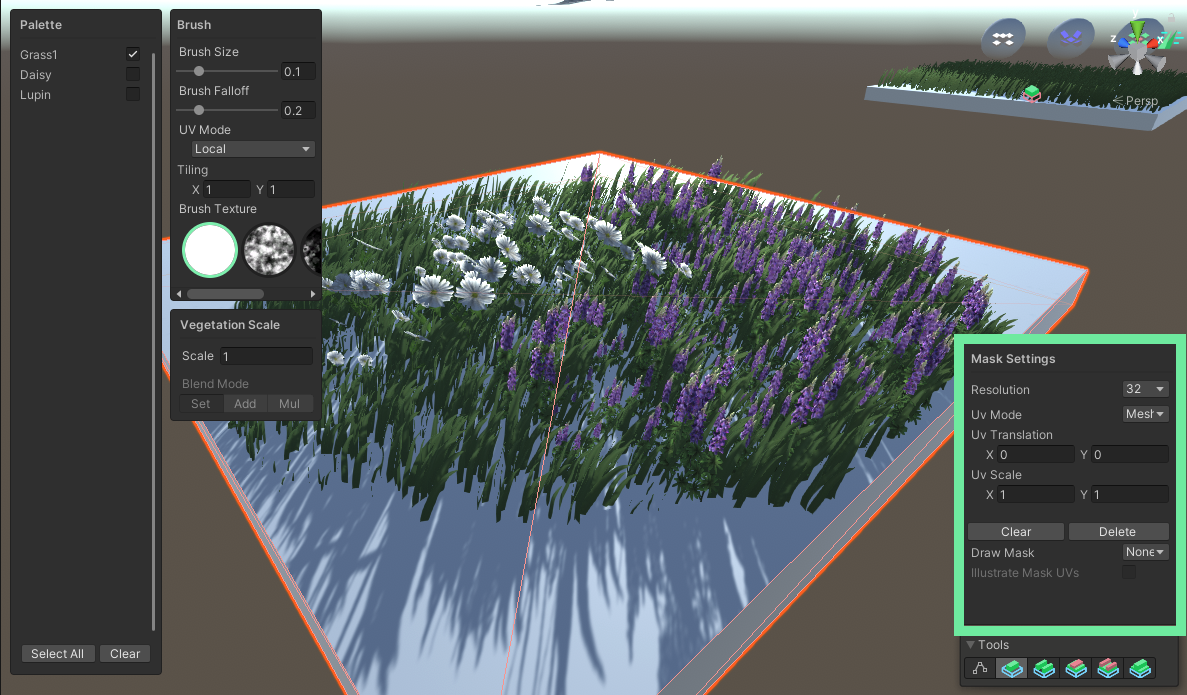 Palette
Grass1
Daisy
Lupin
Select All Clear
Brush
Brush Size
0.1
Brush Falloff
0.2
UV Mode
Local
Tiling
X 1 Y 1
Brush Texture
Vegetation Scale
Scale 1
Blend Mode
Set Add Mul
y
z x
Persp
Mask Settings
Resolution 32
Uv Mode Mesh
Uv Translation
X 0 Y 0
Uv Scale
X 1 Y 1
Clear Delete
Draw Mask None
Illustrate Mask UVs
Tools